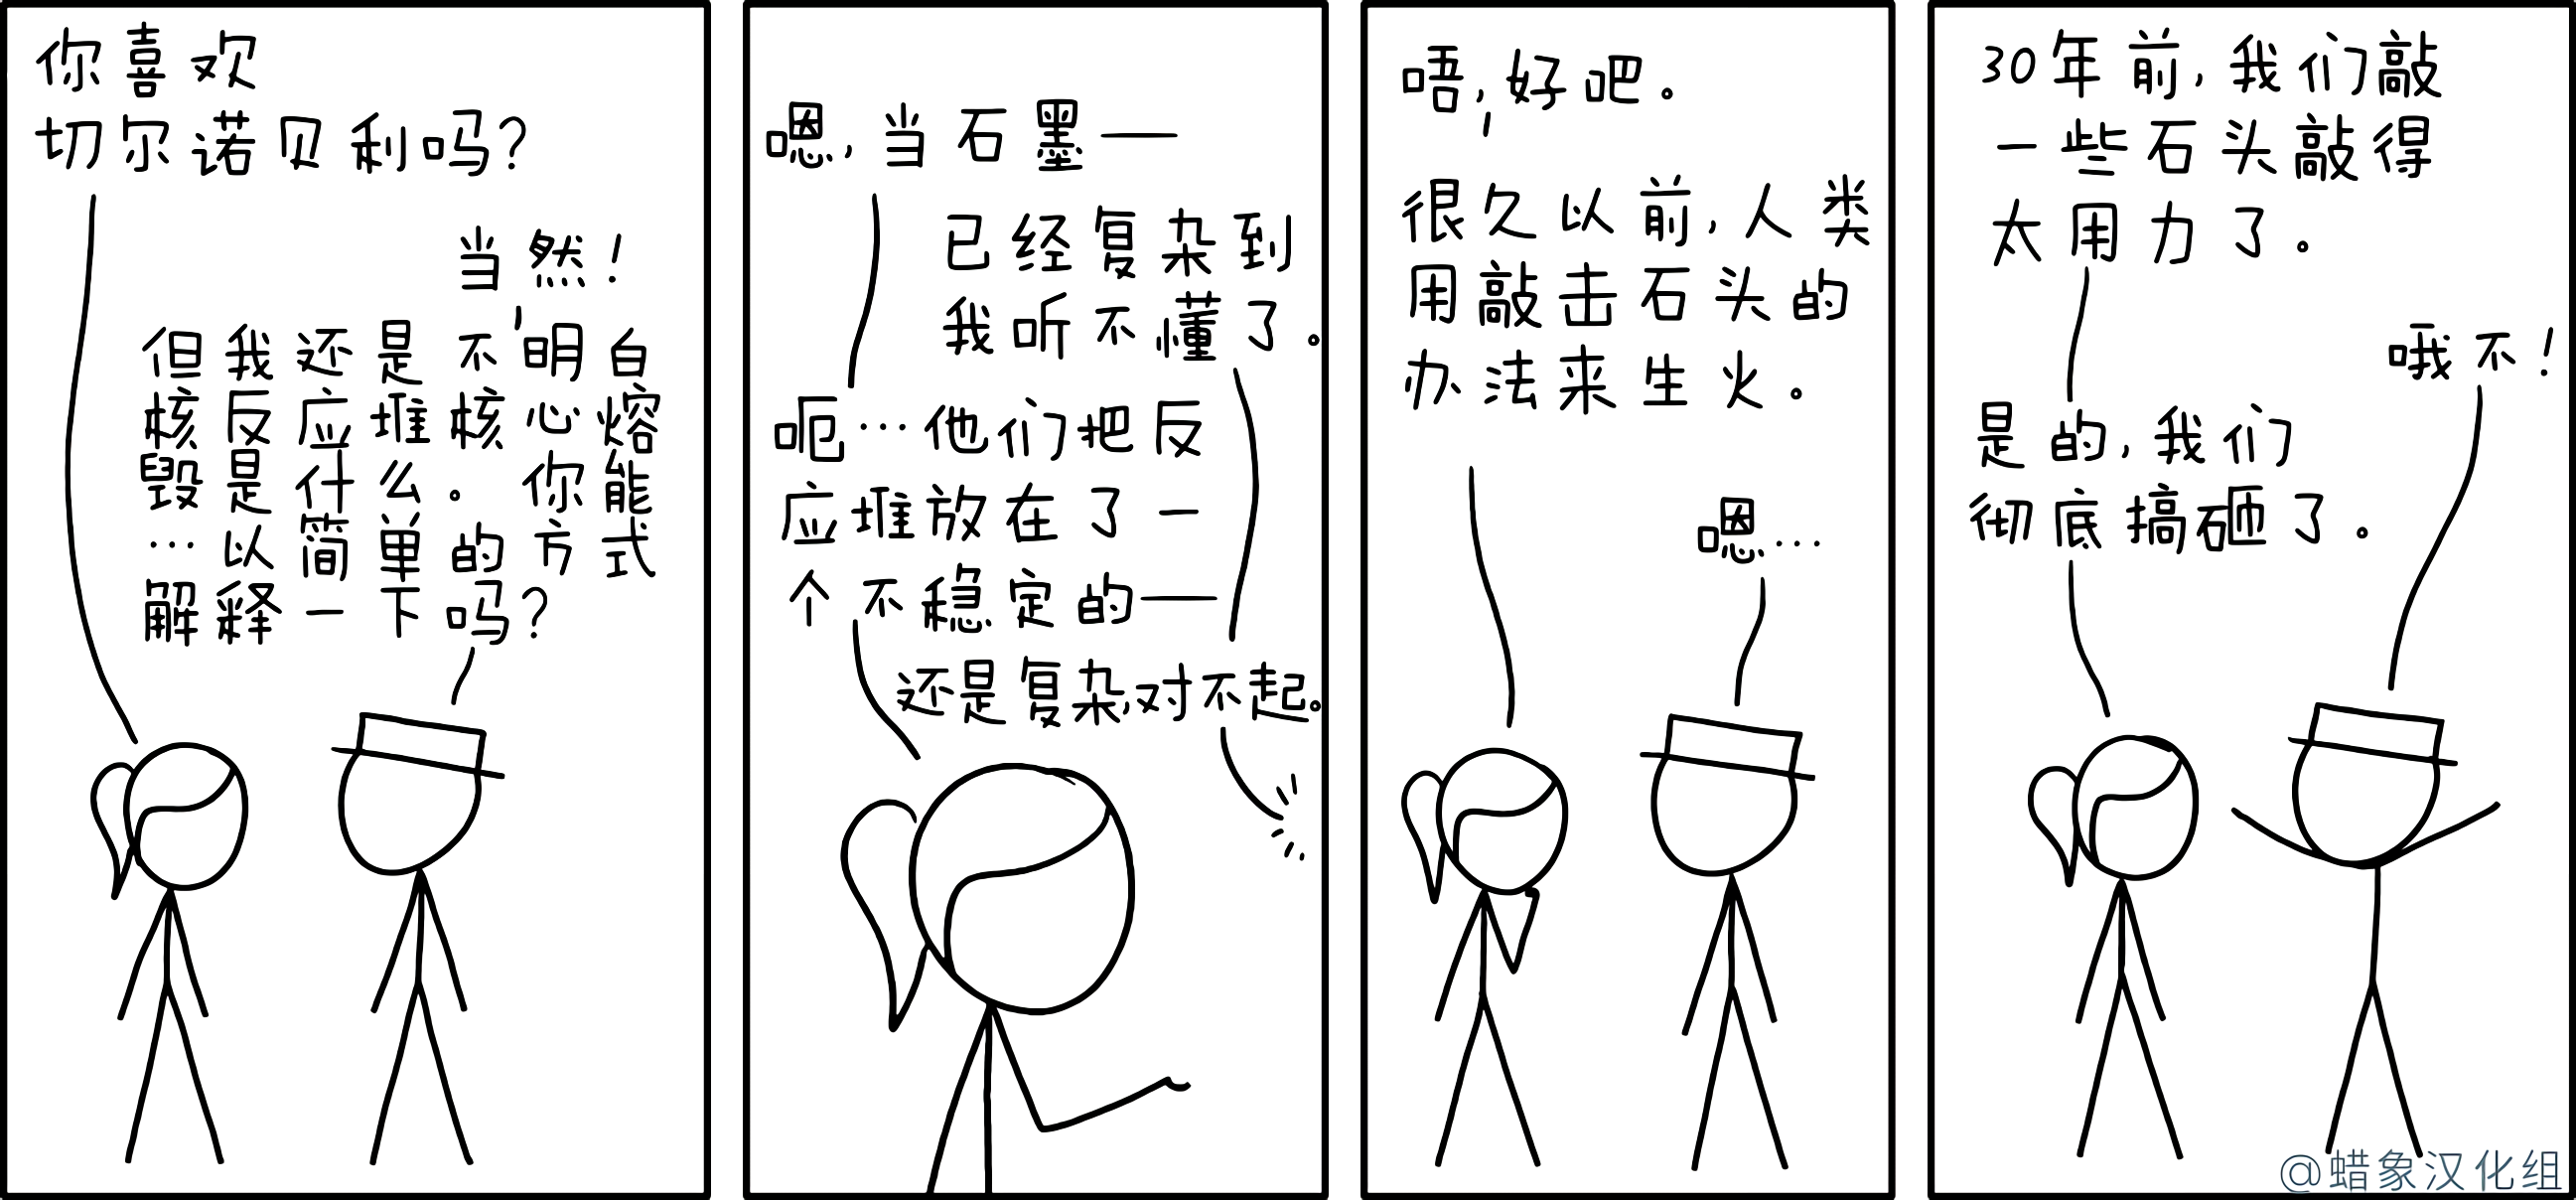 你喜欢
切尔诺贝利吗?
当然!
但我还是不明白
核反应堆核心熔
毁是什么。你能
…以简单的方式
解释一下吗?
嗯,当石墨——
已经复杂到
我听不懂了。
呃…他们把反
应堆放在了一
个不稳定的——
还是复杂,对不起。
唔,好吧。
很久以前,人类
用敲击石头的
办法来生火。
嗯…
30年前,我们敲
一些石头敲得
太用力了。
哦不!
是的,我们
彻底搞砸了。
@蜡象汉化组